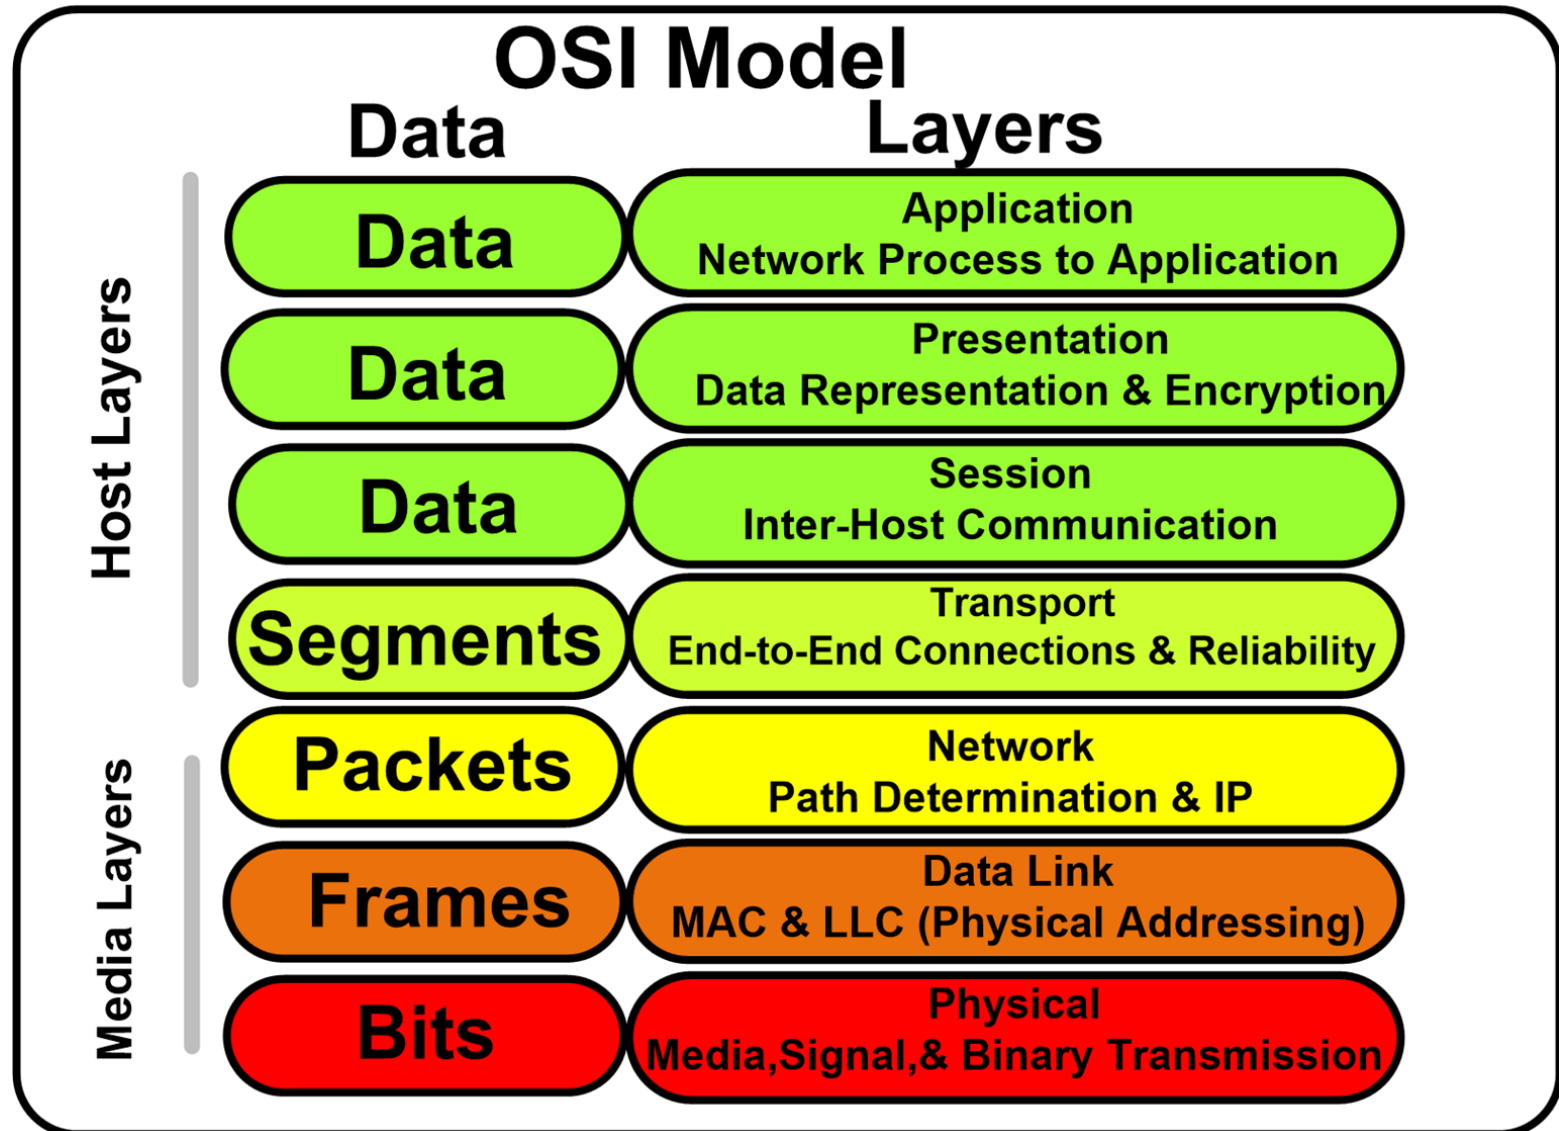 OSI Model
Data
Layers
Host Layers
Data
Application
Network Process to Application
Data
Presentation
Data Representation & Encryption
Data
Session
Inter-Host Communication
Segments
Transport
End-to-End Connections & Reliability
Media Layers
Packets
Network
Path Determination & IP
Frames
Data Link
MAC & LLC (Physical Addressing)
Bits
Physical
Media,Signal,& Binary Transmission